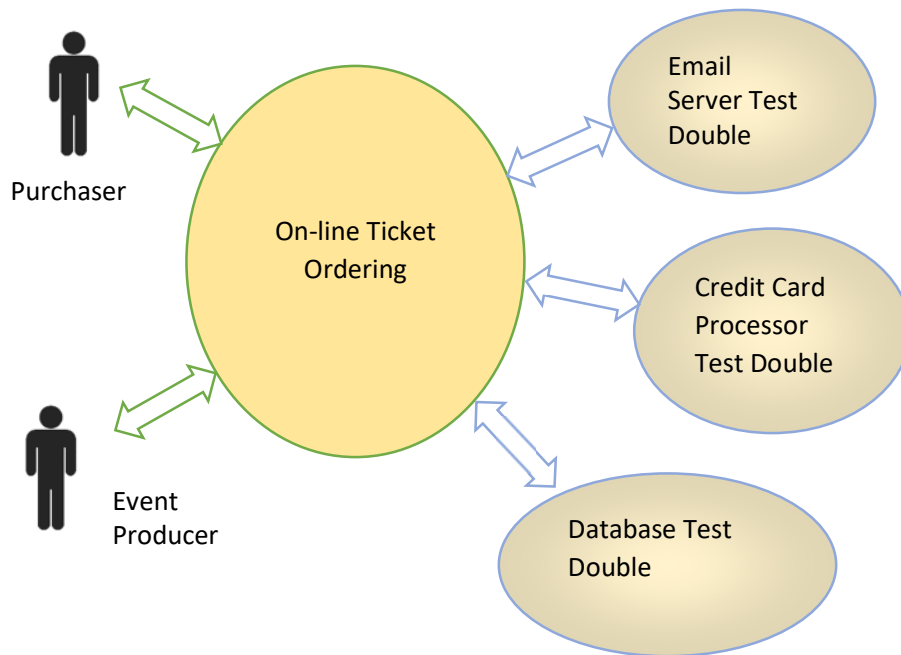 Purchaser
On-line Ticket
Ordering
Email
Server Test
Double
Credit Card
Processor
Test Double
Event
Producer
Database Test
Double